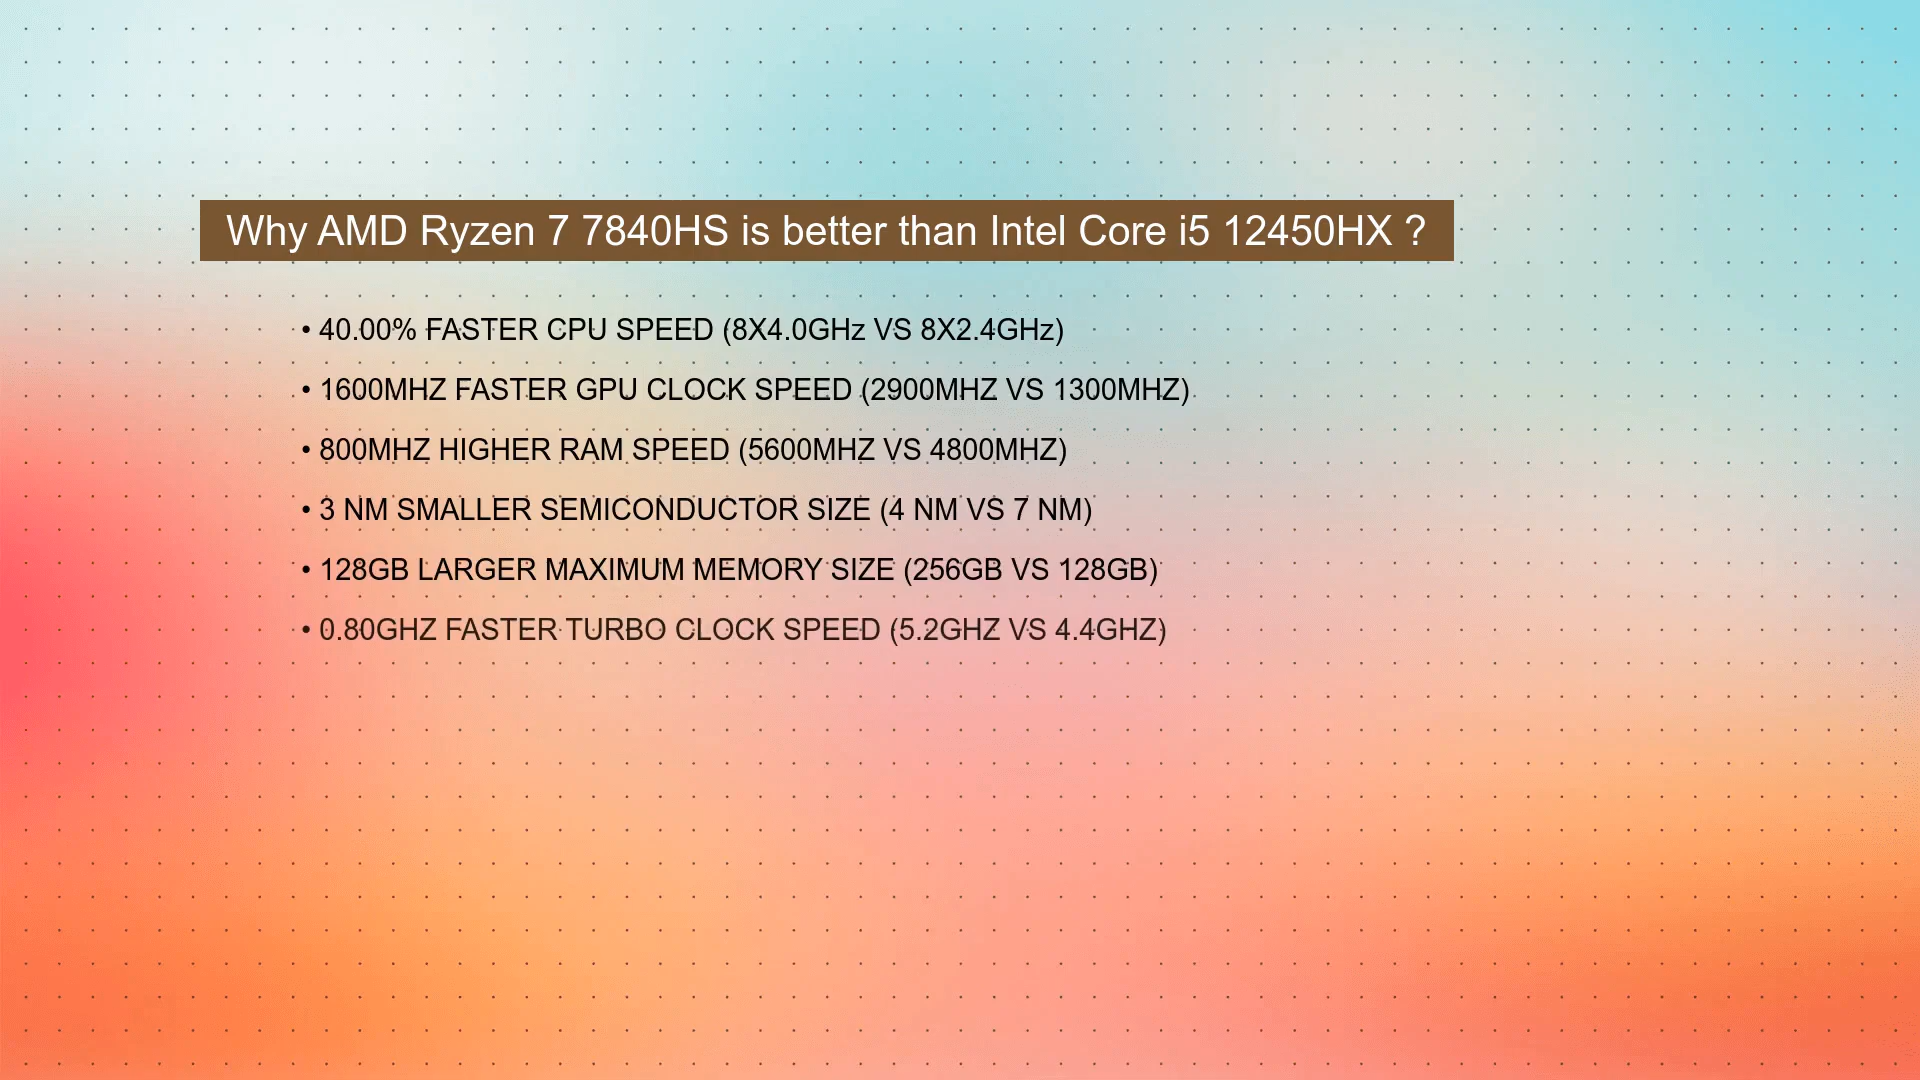 Why AMD Ryzen 7 7840HS is better than Intel Core i5 12450HX ?
• 40.00% FASTER CPU SPEED (8X4.0GHz VS 8X2.4GHz)
• 1600MHZ FASTER GPU CLOCK SPEED (2900MHZ VS 1300MHZ)
• 800MHZ HIGHER RAM SPEED (5600MHZ VS 4800MHZ)
• 3 NM SMALLER SEMICONDUCTOR SIZE (4 NM VS 7 NM)
• 128GB LARGER MAXIMUM MEMORY SIZE (256GB VS 128GB)
• 0.80GHZ FASTER TURBO CLOCK SPEED (5.2GHZ VS 4.4GHZ)